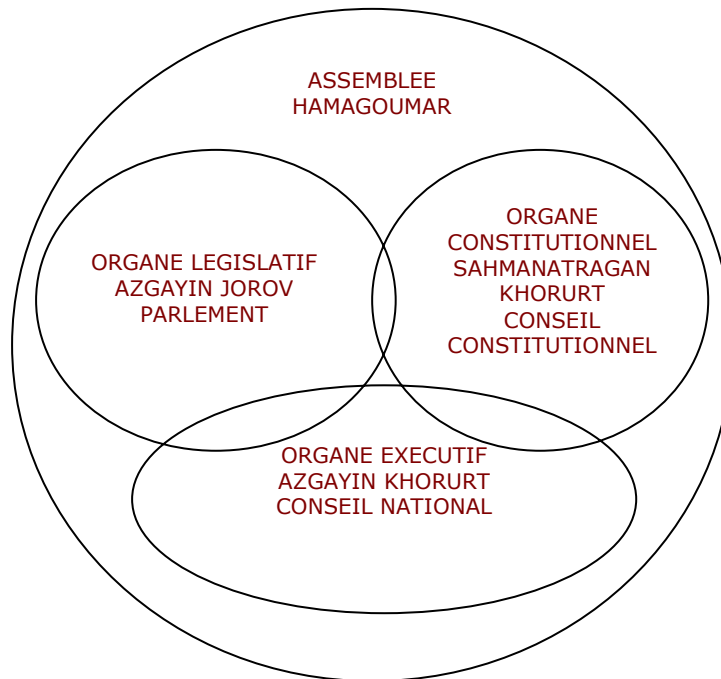 ASSEMBLEE
HAMAGOUMAR
ORGANE LEGISLATIF
AZGAYIN JOROV
PARLEMENT
ORGANE
CONSTITUTIONNEL
SAHMANATRAGAN
KHORURT
CONSEIL
CONSTITUTIONNEL
ORGANE EXECUTIF
AZGAYIN KHORURT
CONSEIL NATIONAL